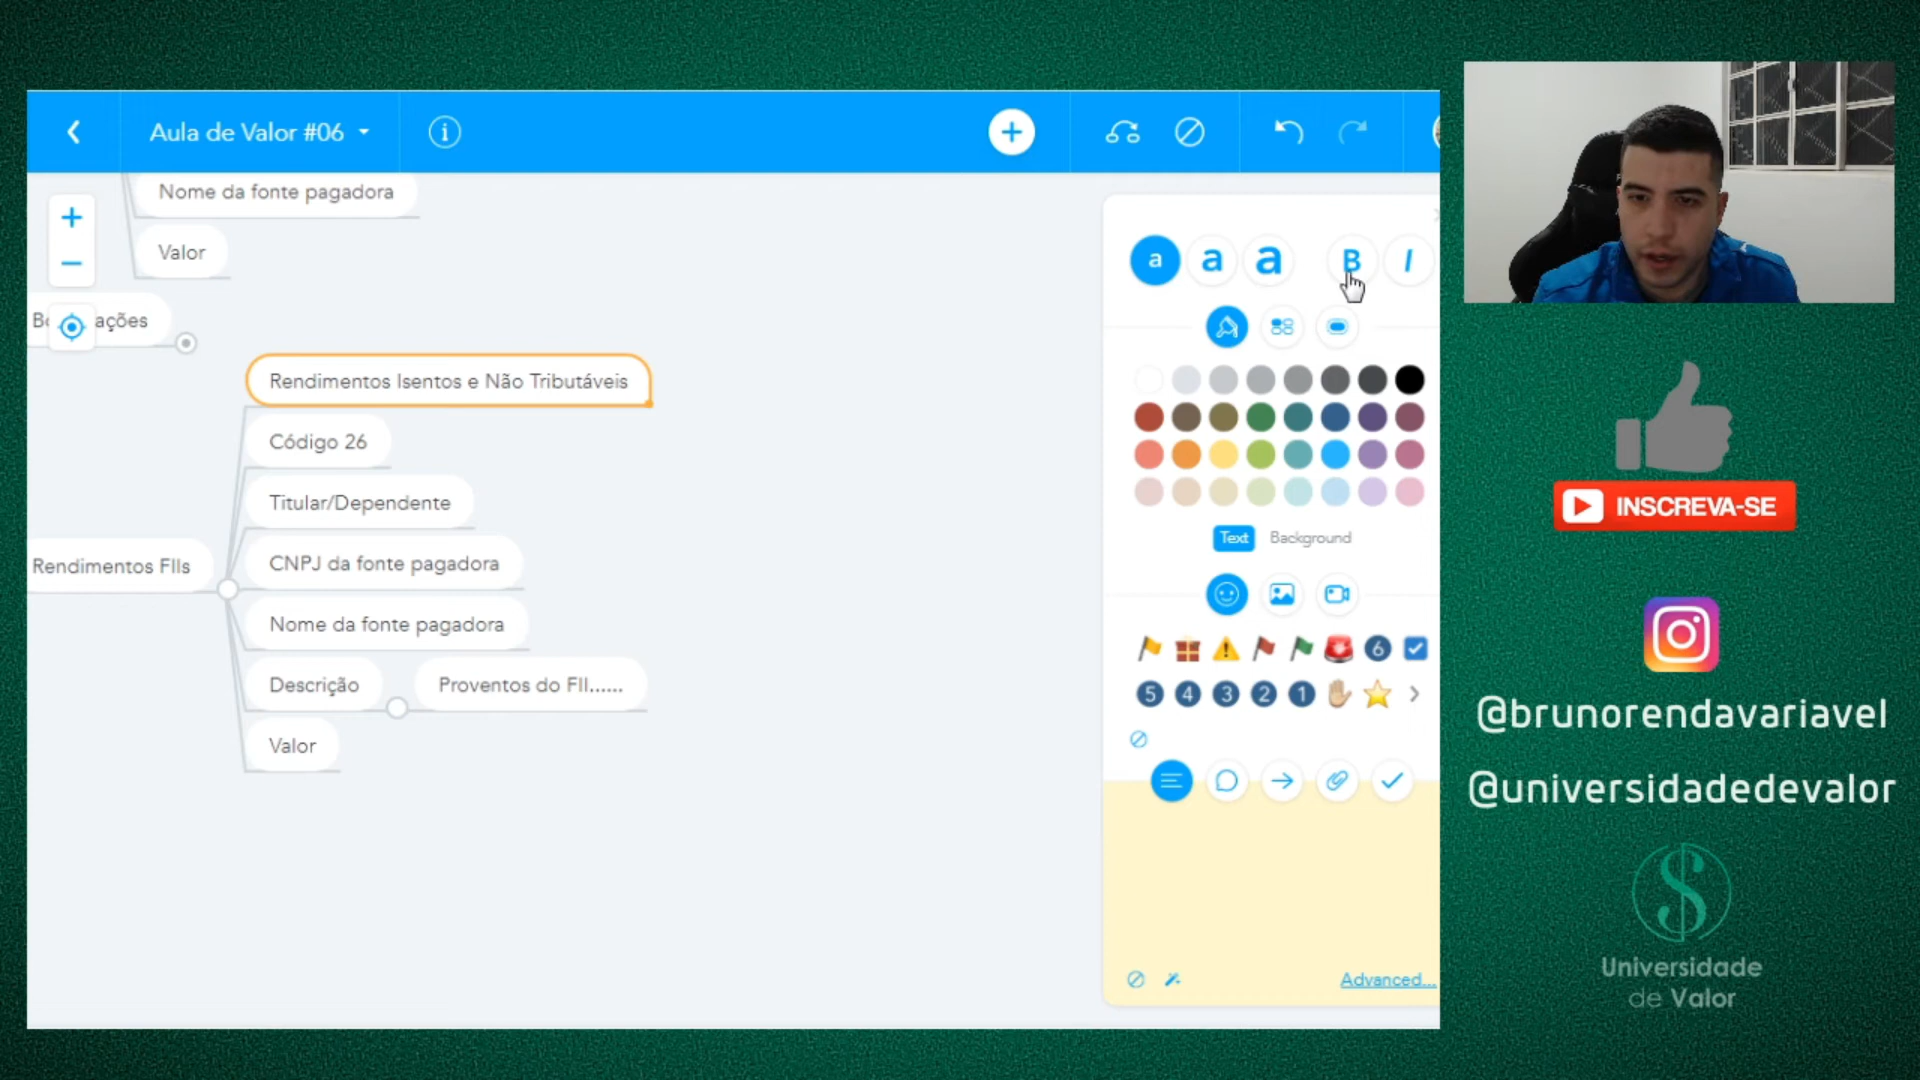 Aula de Valor #06
Nome da fonte pagadora
Valor
ações
Rendimentos Isentos e Não Tributáveis
Código 26
Titular/Dependente
CNPJ da fonte pagadora
Rendimentos FIIs
Nome da fonte pagadora
Descrição
Proventos do FII......
Valor
a a a B I
Text Background
6
5 4 3 2 1
Advanced...
INSCREVA-SE
@brunorendavariavel
@universidadedevalor
Universidade
de Valor